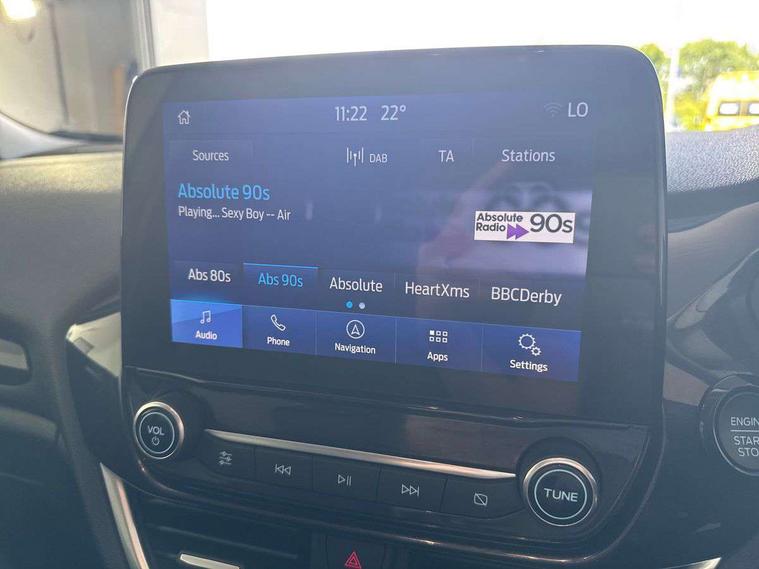 11:22 22° LO
Sources DAB TA Stations
Absolute 90s
Playing... Sexy Boy -- Air
Absolute
Radio 90s
Abs 80s Abs 90s Absolute HeartXms BBCDerby
Audio Phone Navigation Apps Settings
VOL
TUNE
ENGIN
STAR
STO